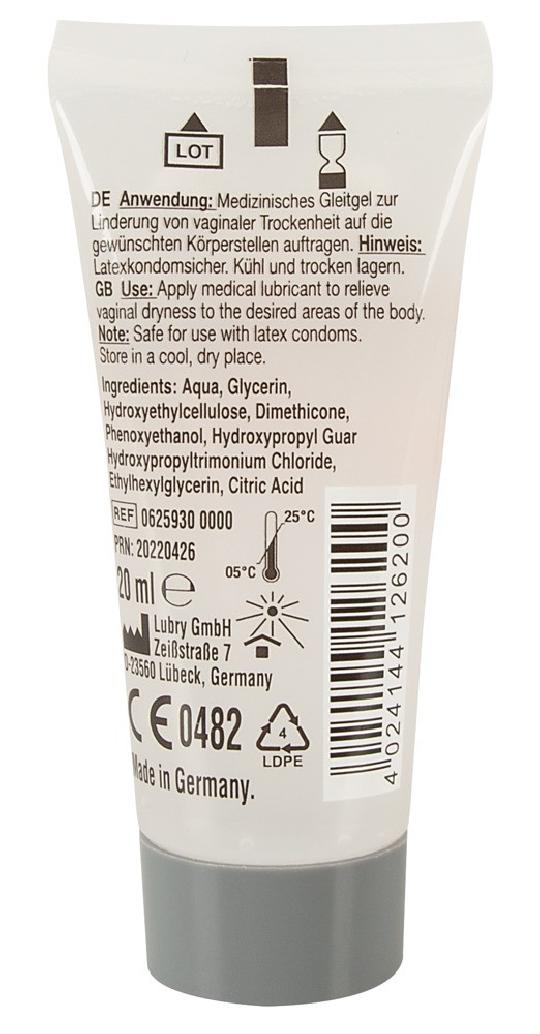 LOT
DE Anwendung: Medizinisches Gleitgel zur
Linderung von vaginaler Trockenheit auf die
gewünschten Körperstellen auftragen. Hinweis:
Latexkondomsicher. Kühl und trocken lagern.
GB Use: Apply medical lubricant to relieve
vaginal dryness to the desired areas of the body.
Note: Safe for use with latex condoms.
Store in a cool, dry place.
Ingredients: Aqua, Glycerin,
Hydroxyethylcellulose, Dimethicone,
Phenoxyethanol, Hydroxypropyl Guar
Hydroxypropyltrimonium Chloride,
Ethylhexylglycerin, Citric Acid
REF 0625930 0000
25°C
PRN: 20220426
05°C
20 ml ℮
Lubry GmbH
Zeißstraße 7
D-23560 Lübeck, Germany
CE 0482
4
LDPE
Made in Germany.
4 024144 126200